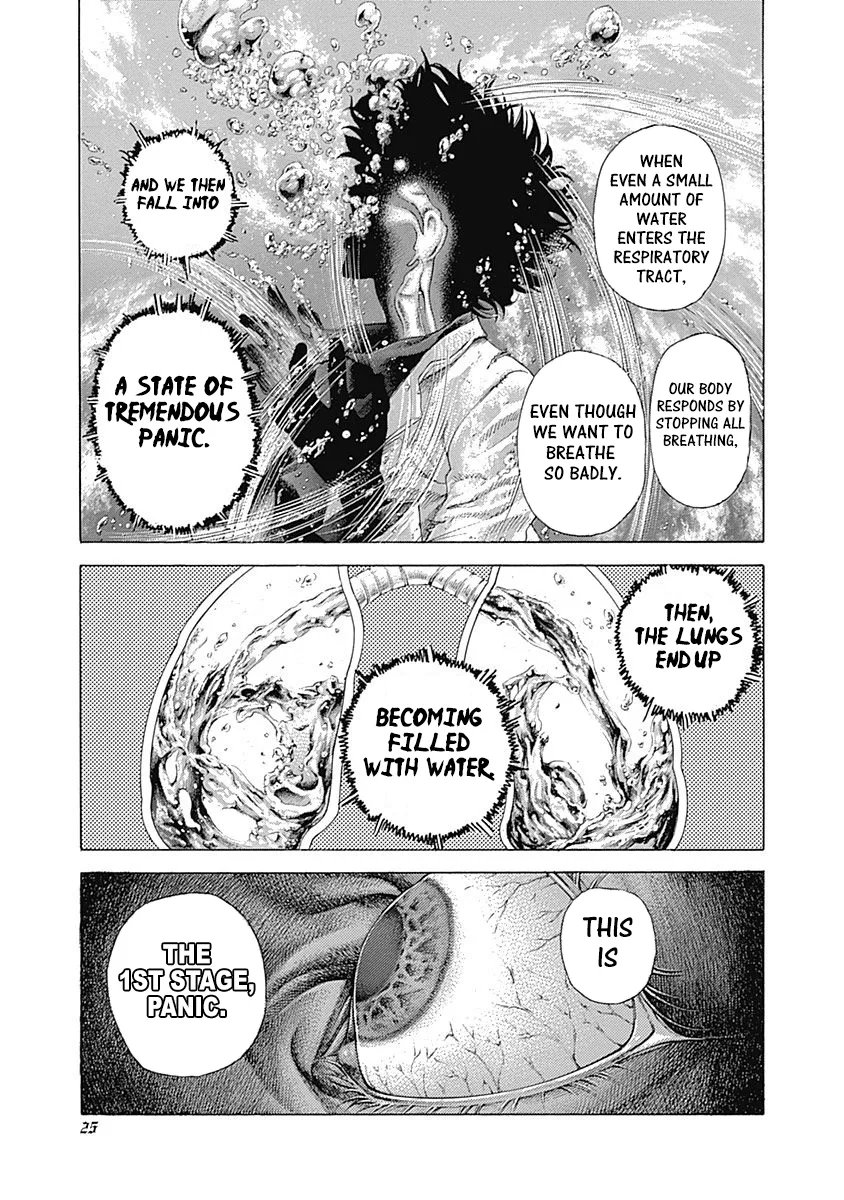 WHEN
EVEN A SMALL
AMOUNT OF
WATER
ENTERS THE
RESPIRATORY
TRACT,
OUR BODY
RESPONDS BY
STOPPING ALL
BREATHING,
EVEN THOUGH
WE WANT TO
BREATHE
SO BADLY.
AND WE THEN
FALL INTO
A STATE OF
TREMENDOUS
PANIC.
THEN,
THE LUNGS
END UP
BECOMING
FILLED
WITH WATER.
THIS
IS
THE
1ST STAGE,
PANIC.
25